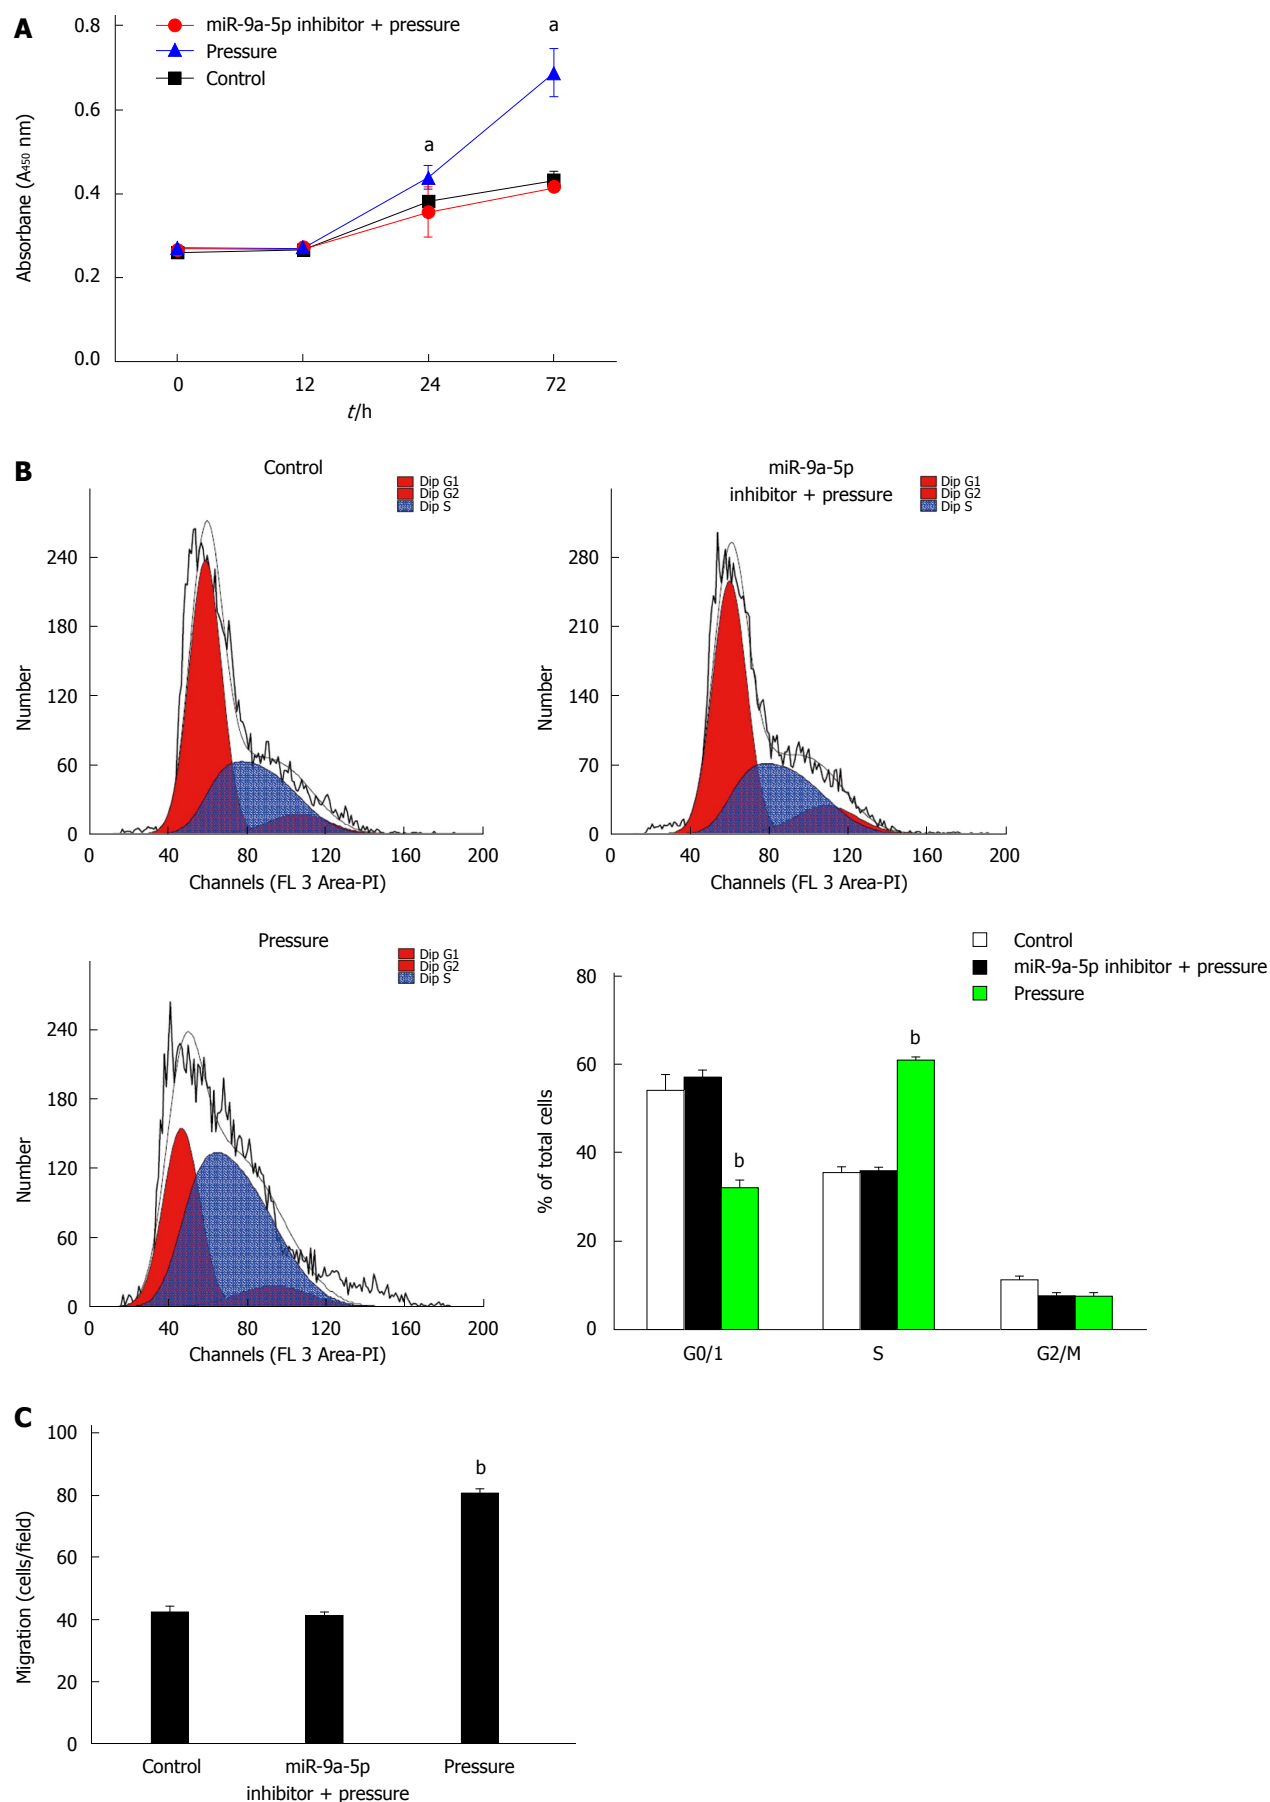 A
miR-9a-5p inhibitor + pressure
Pressure
Control
a
a
Absorbane (A450 nm)
0.8
0.6
0.4
0.2
0.0
0 12 24 72
t/h
B
Control
Dip G1
Dip G2
Dip S
Number
240
180
120
60
0
0 40 80 120 160 200
Channels (FL 3 Area-PI)
miR-9a-5p
inhibitor + pressure
Dip G1
Dip G2
Dip S
Number
280
210
140
70
0
0 40 80 120 160 200
Channels (FL 3 Area-PI)
Pressure
Dip G1
Dip G2
Dip S
Number
240
180
120
60
0
0 40 80 120 160 200
Channels (FL 3 Area-PI)
Control
miR-9a-5p inhibitor + pressure
Pressure
% of total cells
80
60
40
20
0
b
b
G0/1 S G2/M
C
Migration (cells/field)
100
80
60
40
20
0
b
Control miR-9a-5p Pressure
inhibitor + pressure